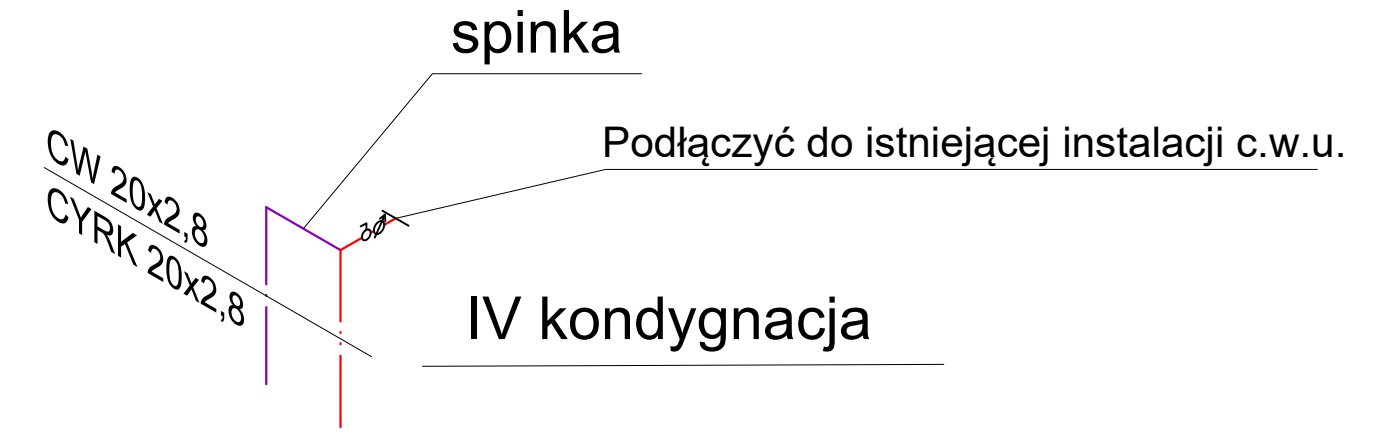 spinka
Podłączyć do istniejącej instalacji c.w.u.
CW 20x2,8
CYRK 20x2,8
IV kondygnacja